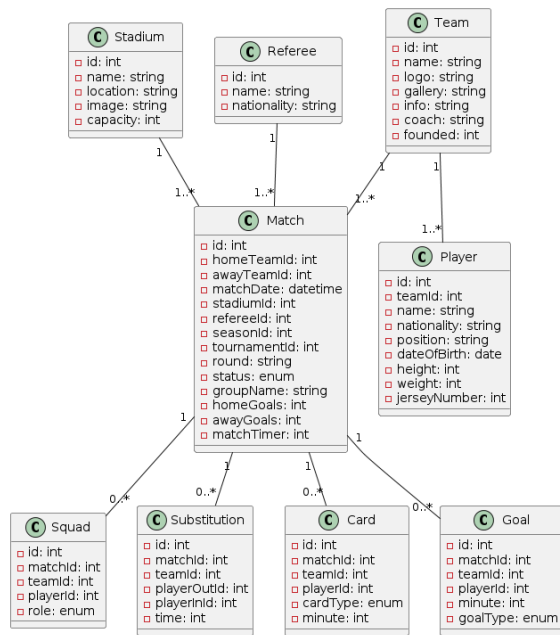 C Stadium
id: int
name: string
location: string
image: string
capacity: int
C Referee
id: int
name: string
nationality: string
C Team
id: int
name: string
logo: string
gallery: string
info: string
coach: string
founded: int
1
1..*
1
1..*
1
1..*
1
1..*
C Match
id: int
homeTeamId: int
awayTeamId: int
matchDate: datetime
stadiumId: int
refereeId: int
seasonId: int
tournamentId: int
round: string
status: enum
groupName: string
homeGoals: int
awayGoals: int
matchTimer: int
C Player
id: int
teamId: int
name: string
nationality: string
position: string
dateOfBirth: date
height: int
weight: int
jerseyNumber: int
1
0..*
1
0..*
1
0..*
1
0..*
C Squad
id: int
matchId: int
teamId: int
playerId: int
role: enum
C Substitution
id: int
matchId: int
teamId: int
playerOutId: int
playerInId: int
time: int
C Card
id: int
matchId: int
teamId: int
playerId: int
cardType: enum
minute: int
C Goal
id: int
matchId: int
teamId: int
playerId: int
minute: int
goalType: enum